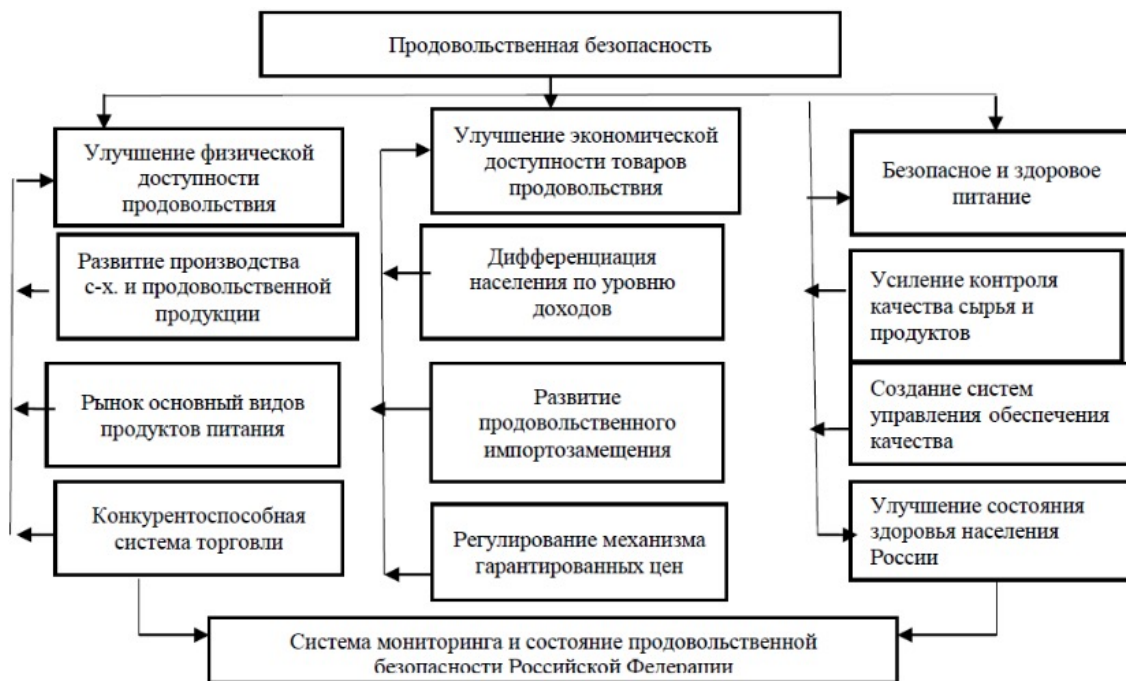 Продовольственная безопасность
Улучшение физической
доступности
продовольствия
Развитие производства
с-х. и продовольственной
продукции
Рынок основный видов
продуктов питания
Конкурентоспособная
система торговли
Улучшение экономической
доступности товаров
продовольствия
Дифференциация
населения по уровню
доходов
Развитие
продовольственного
импортозамещения
Регулирование механизма
гарантированных цен
Безопасное и здоровое
питание
Усиление контроля
качества сырья и
продуктов
Создание систем
управления обеспечения
качества
Улучшение состояния
здоровья населения
России
Система мониторинга и состояние продовольственной
безопасности Российской Федерации